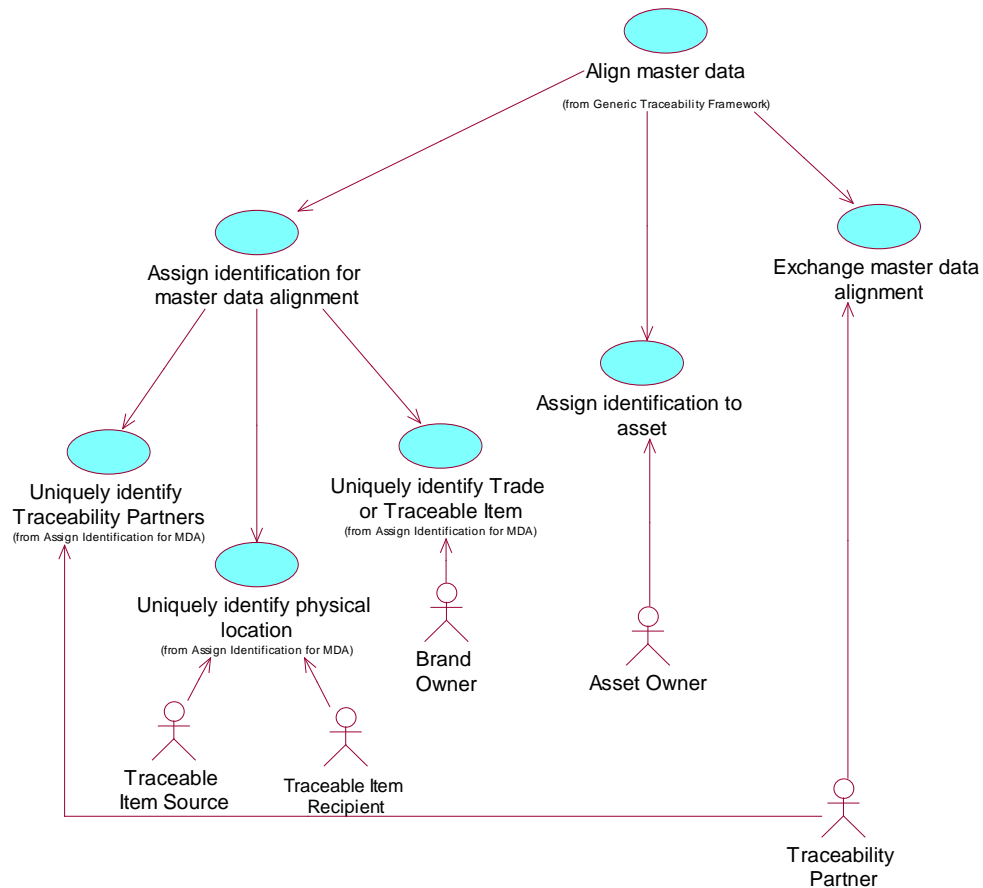 Align master data
(from Generic Traceability Framework)
Assign identification for
master data alignment
Exchange master data
alignment
Assign identification to
asset
Uniquely identify
Traceability Partners
(from Assign Identification for MDA)
Uniquely identify Trade
or Traceable Item
(from Assign Identification for MDA)
Uniquely identify physical
location
(from Assign Identification for MDA)
Brand
Owner
Asset Owner
Traceable
Item Source
Traceable Item
Recipient
Traceability
Partner